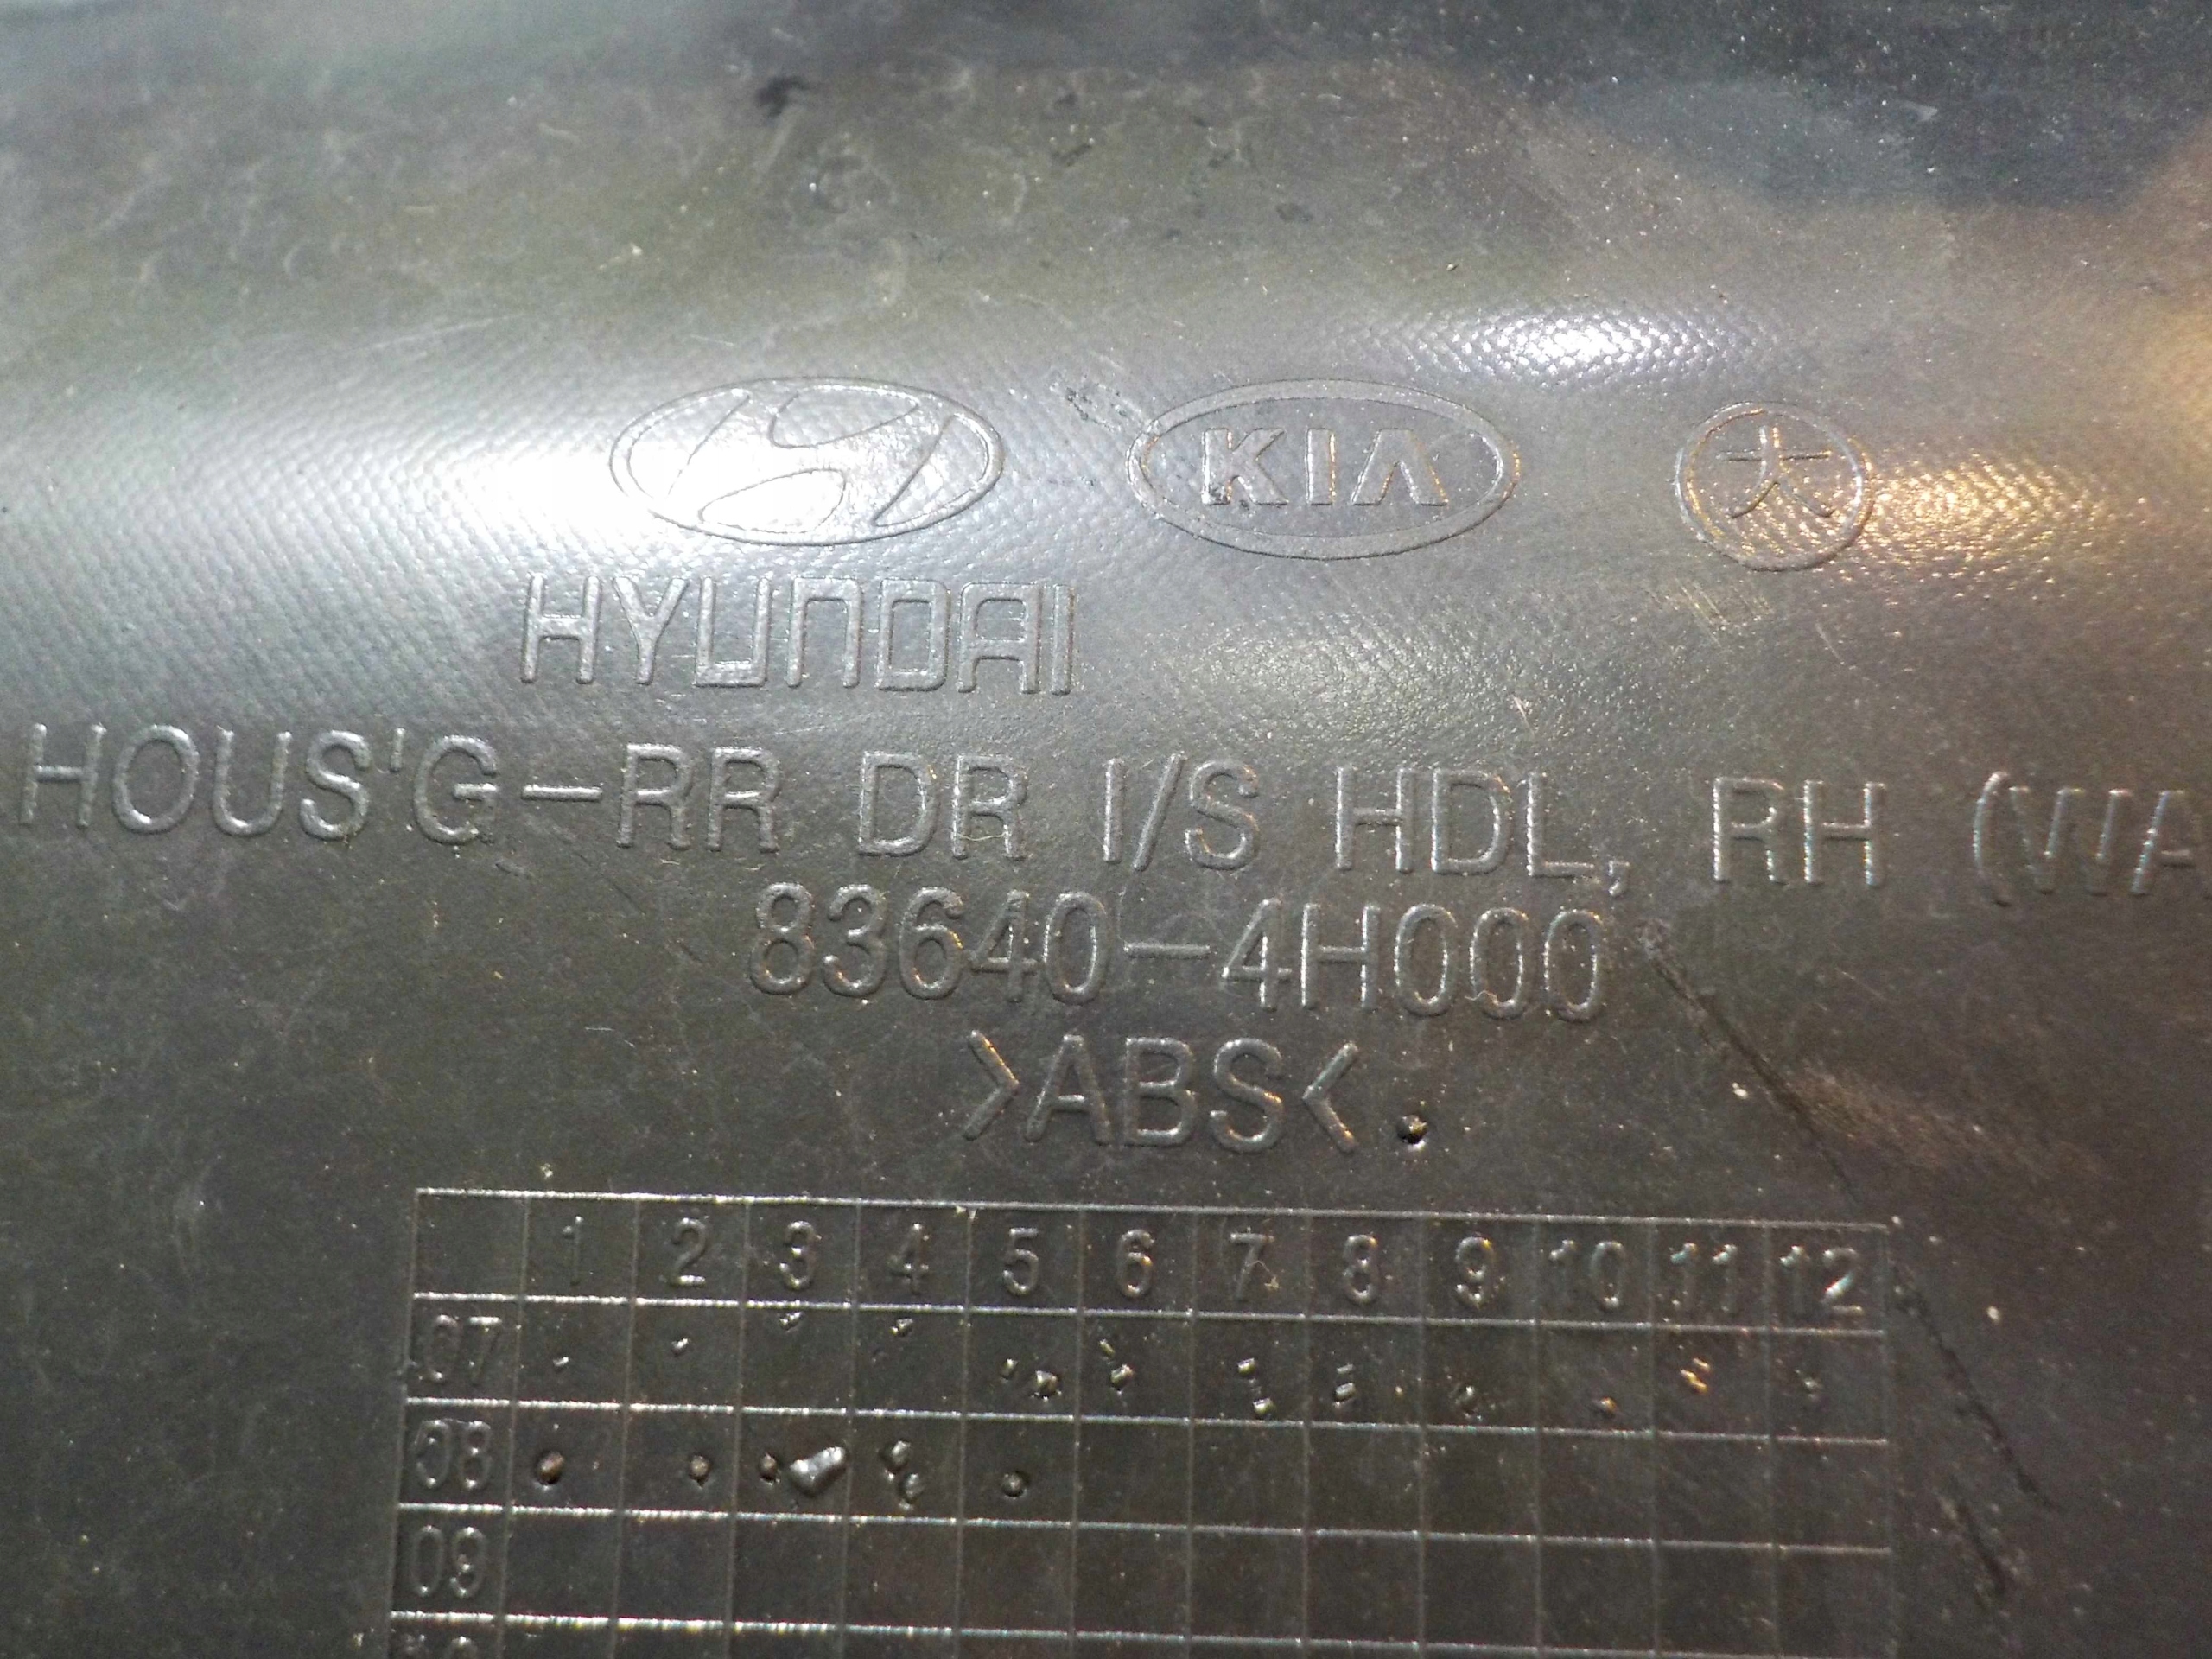 KIA 大
HYUNDAI
HOUS'G-RR DR I/S HDL, RH (WA
83640-4H000
>ABS<
1 2 3 4 5 6 7 8 9 10 11 12
07
08
09